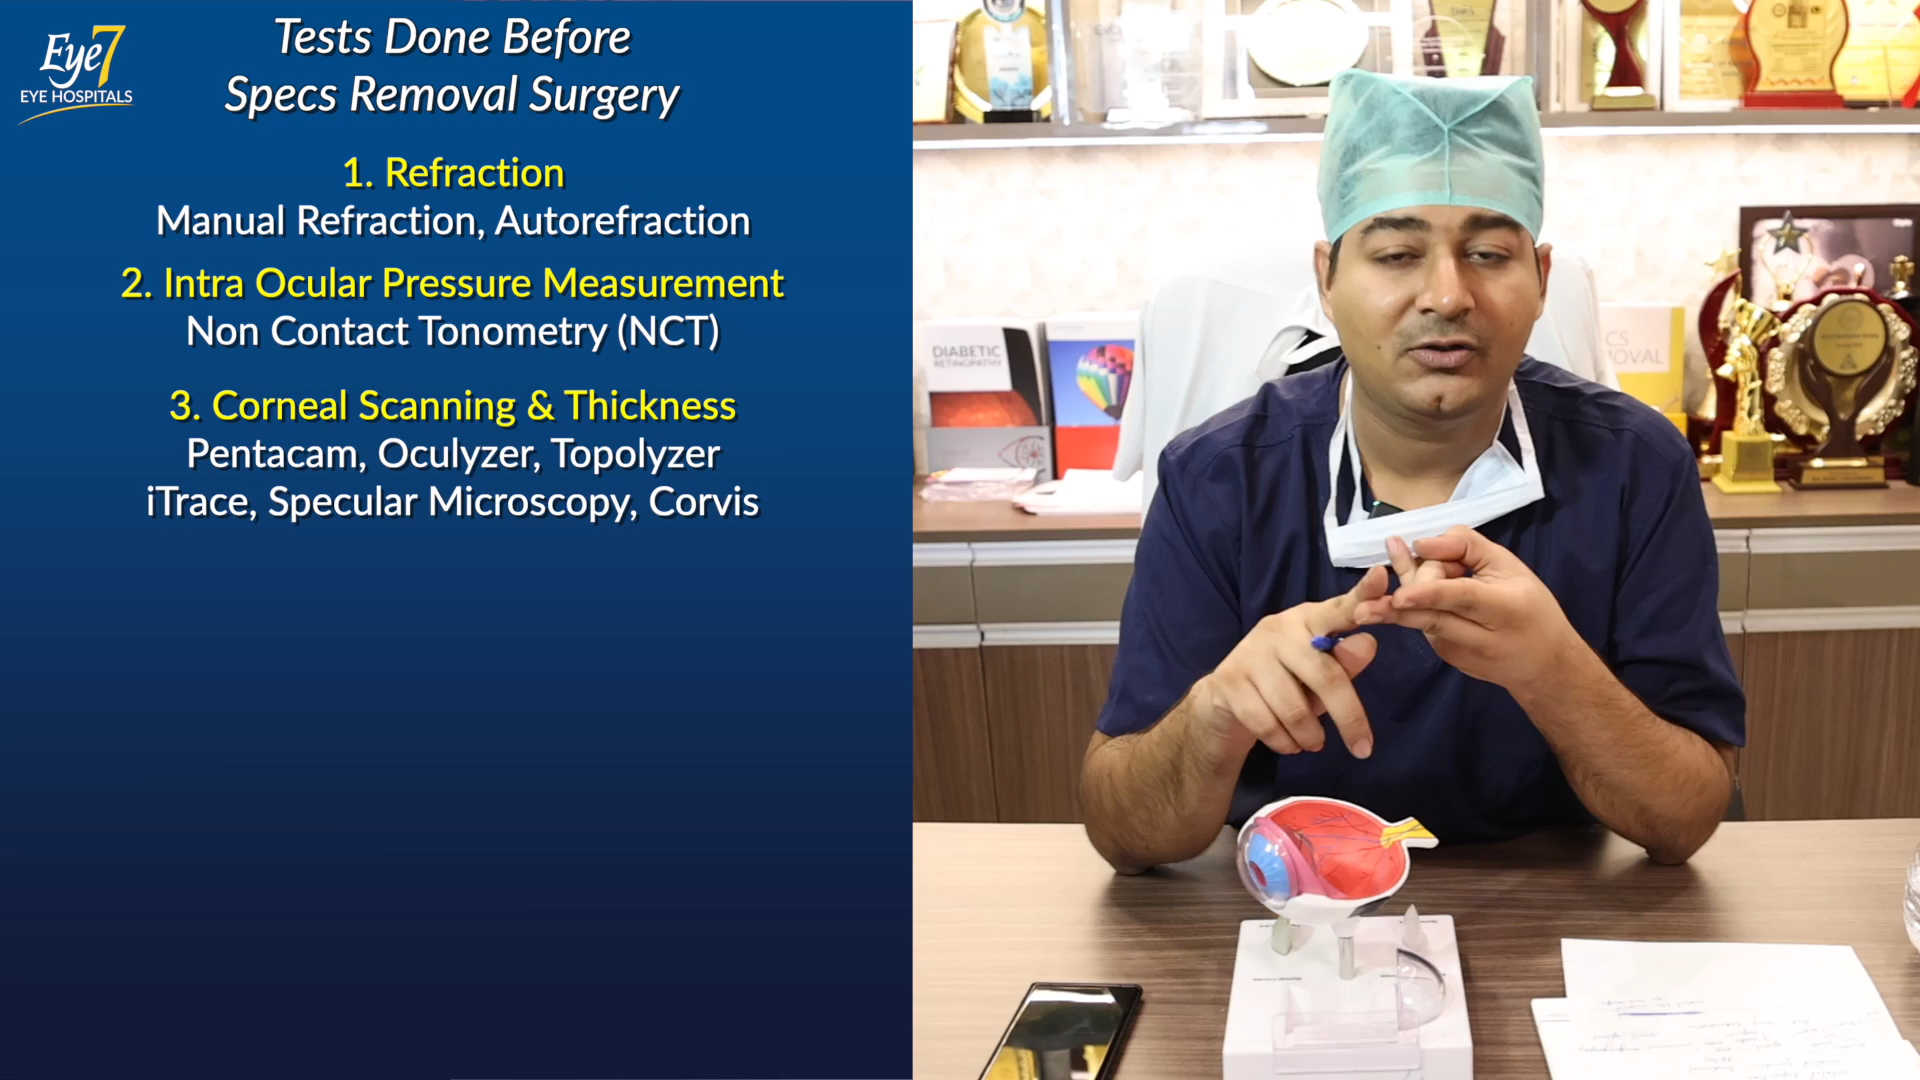 Eye7
EYE HOSPITALS
Tests Done Before
Specs Removal Surgery
1. Refraction
Manual Refraction, Autorefraction
2. Intra Ocular Pressure Measurement
Non Contact Tonometry (NCT)
3. Corneal Scanning & Thickness
Pentacam, Oculyzer, Topolyzer
iTrace, Specular Microscopy, Corvis
DIABETIC
RETINOPATHY